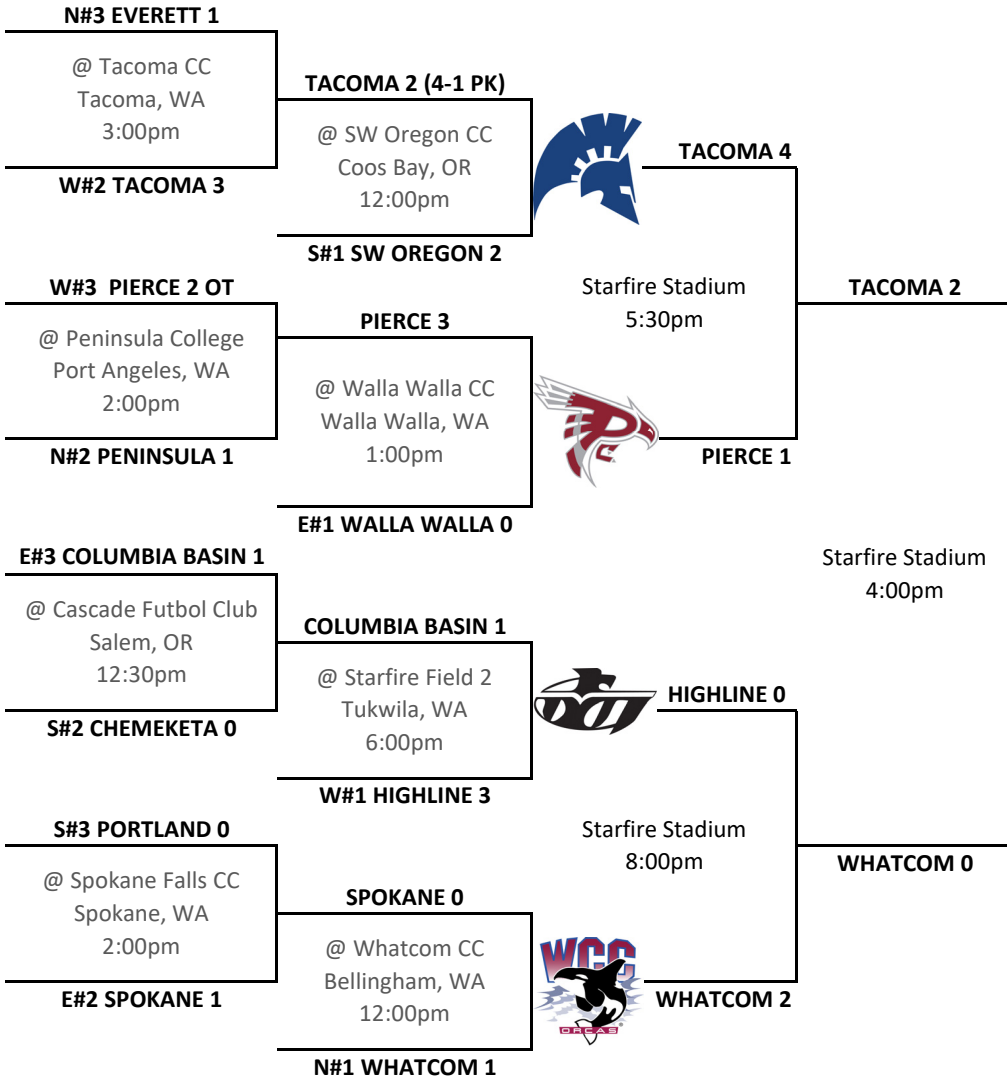 N#3 EVERETT 1
@ Tacoma CC
Tacoma, WA
3:00pm
W#2 TACOMA 3
TACOMA 2 (4-1 PK)
@ SW Oregon CC
Coos Bay, OR
12:00pm
S#1 SW OREGON 2
TACOMA 4
W#3 PIERCE 2 OT
@ Peninsula College
Port Angeles, WA
2:00pm
N#2 PENINSULA 1
PIERCE 3
@ Walla Walla CC
Walla Walla, WA
1:00pm
E#1 WALLA WALLA 0
Starfire Stadium
5:30pm
P
C
PIERCE 1
TACOMA 2
E#3 COLUMBIA BASIN 1
@ Cascade Futbol Club
Salem, OR
12:30pm
S#2 CHEMEKETA 0
COLUMBIA BASIN 1
@ Starfire Field 2
Tukwila, WA
6:00pm
W#1 HIGHLINE 3
HIGHLINE 0
Starfire Stadium
4:00pm
S#3 PORTLAND 0
@ Spokane Falls CC
Spokane, WA
2:00pm
E#2 SPOKANE 1
SPOKANE 0
@ Whatcom CC
Bellingham, WA
12:00pm
N#1 WHATCOM 1
Starfire Stadium
8:00pm
WCC
ORCAS
WHATCOM 2
WHATCOM 0